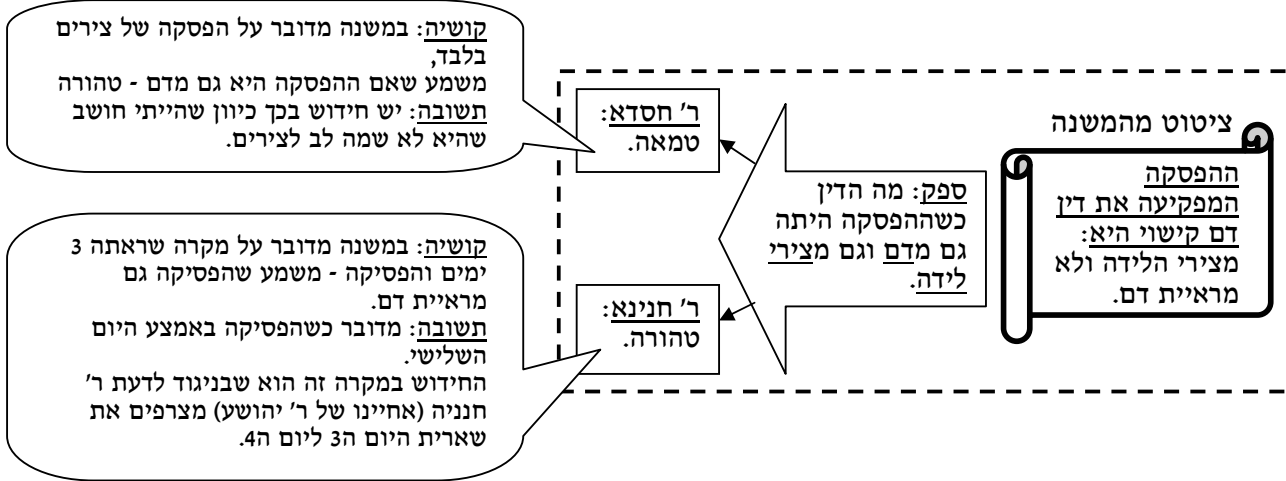 ציטוט מהמשנה
ההפסקה
המפקיעה את דין
דם קישוי היא:
מצירי הלידה ולא
מראיית דם.
ספק: מה הדין
כשההפסקה היתה
גם מדם וגם מצירי
לידה.
ר' חסדא:
טמאה.
קושיה: במשנה מדובר על הפסקה של צירים
בלבד,
משמע שאם ההפסקה היא גם מדם - טהורה
תשובה: יש חידוש בכך כיוון שהייתי חושב
שהיא לא שמה לב לצירים.
ר' חנינא:
טהורה.
קושיה: במשנה מדובר על מקרה שראתה 3
ימים והפסיקה - משמע שהפסיקה גם
מראיית דם.
תשובה: מדובר כשהפסיקה באמצע היום
השלישי.
החידוש במקרה זה הוא שבניגוד לדעת ר'
חנניה (אחיינו של ר' יהושע) מצרפים את
שארית היום ה3 ליום ה4.